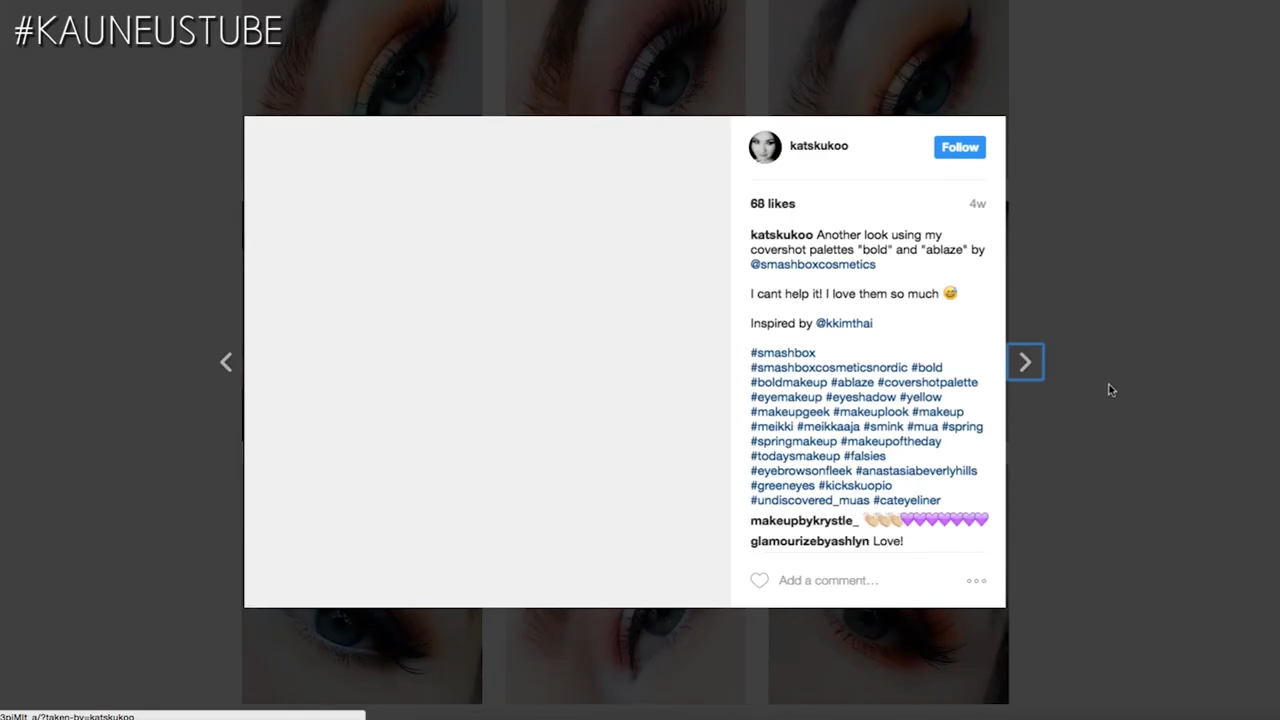 #KAUNEUSTUBE
katskukoo
Follow
68 likes
4w
katskukoo Another look using my
covershot palettes "bold" and "ablaze" by
@smashboxcosmetics
I cant help it! I love them so much 😅
Inspired by @kkimthai
#smashbox
#smashboxcosmeticsnordic #bold
#boldmakeup #ablaze #covershotpalette
#eyemakeup #eyeshadow #yellow
#makeupgeek #makeuplook #makeup
#meikki #meikkaaja #smink #mua #spring
#springmakeup #makeupoftheday
#todaysmakeup #falsies
#eyebrowsonfleek #anastasiabeverlyhills
#greeneyes #kickskuopio
#undiscovered_muas #cateyeliner
makeupbykrystle_ 👏🏼👏🏼👏🏼💜💜💜💜💜💜💜
glamourizebyashlyn Love!
Add a comment…
/?taken-by=katskukoo